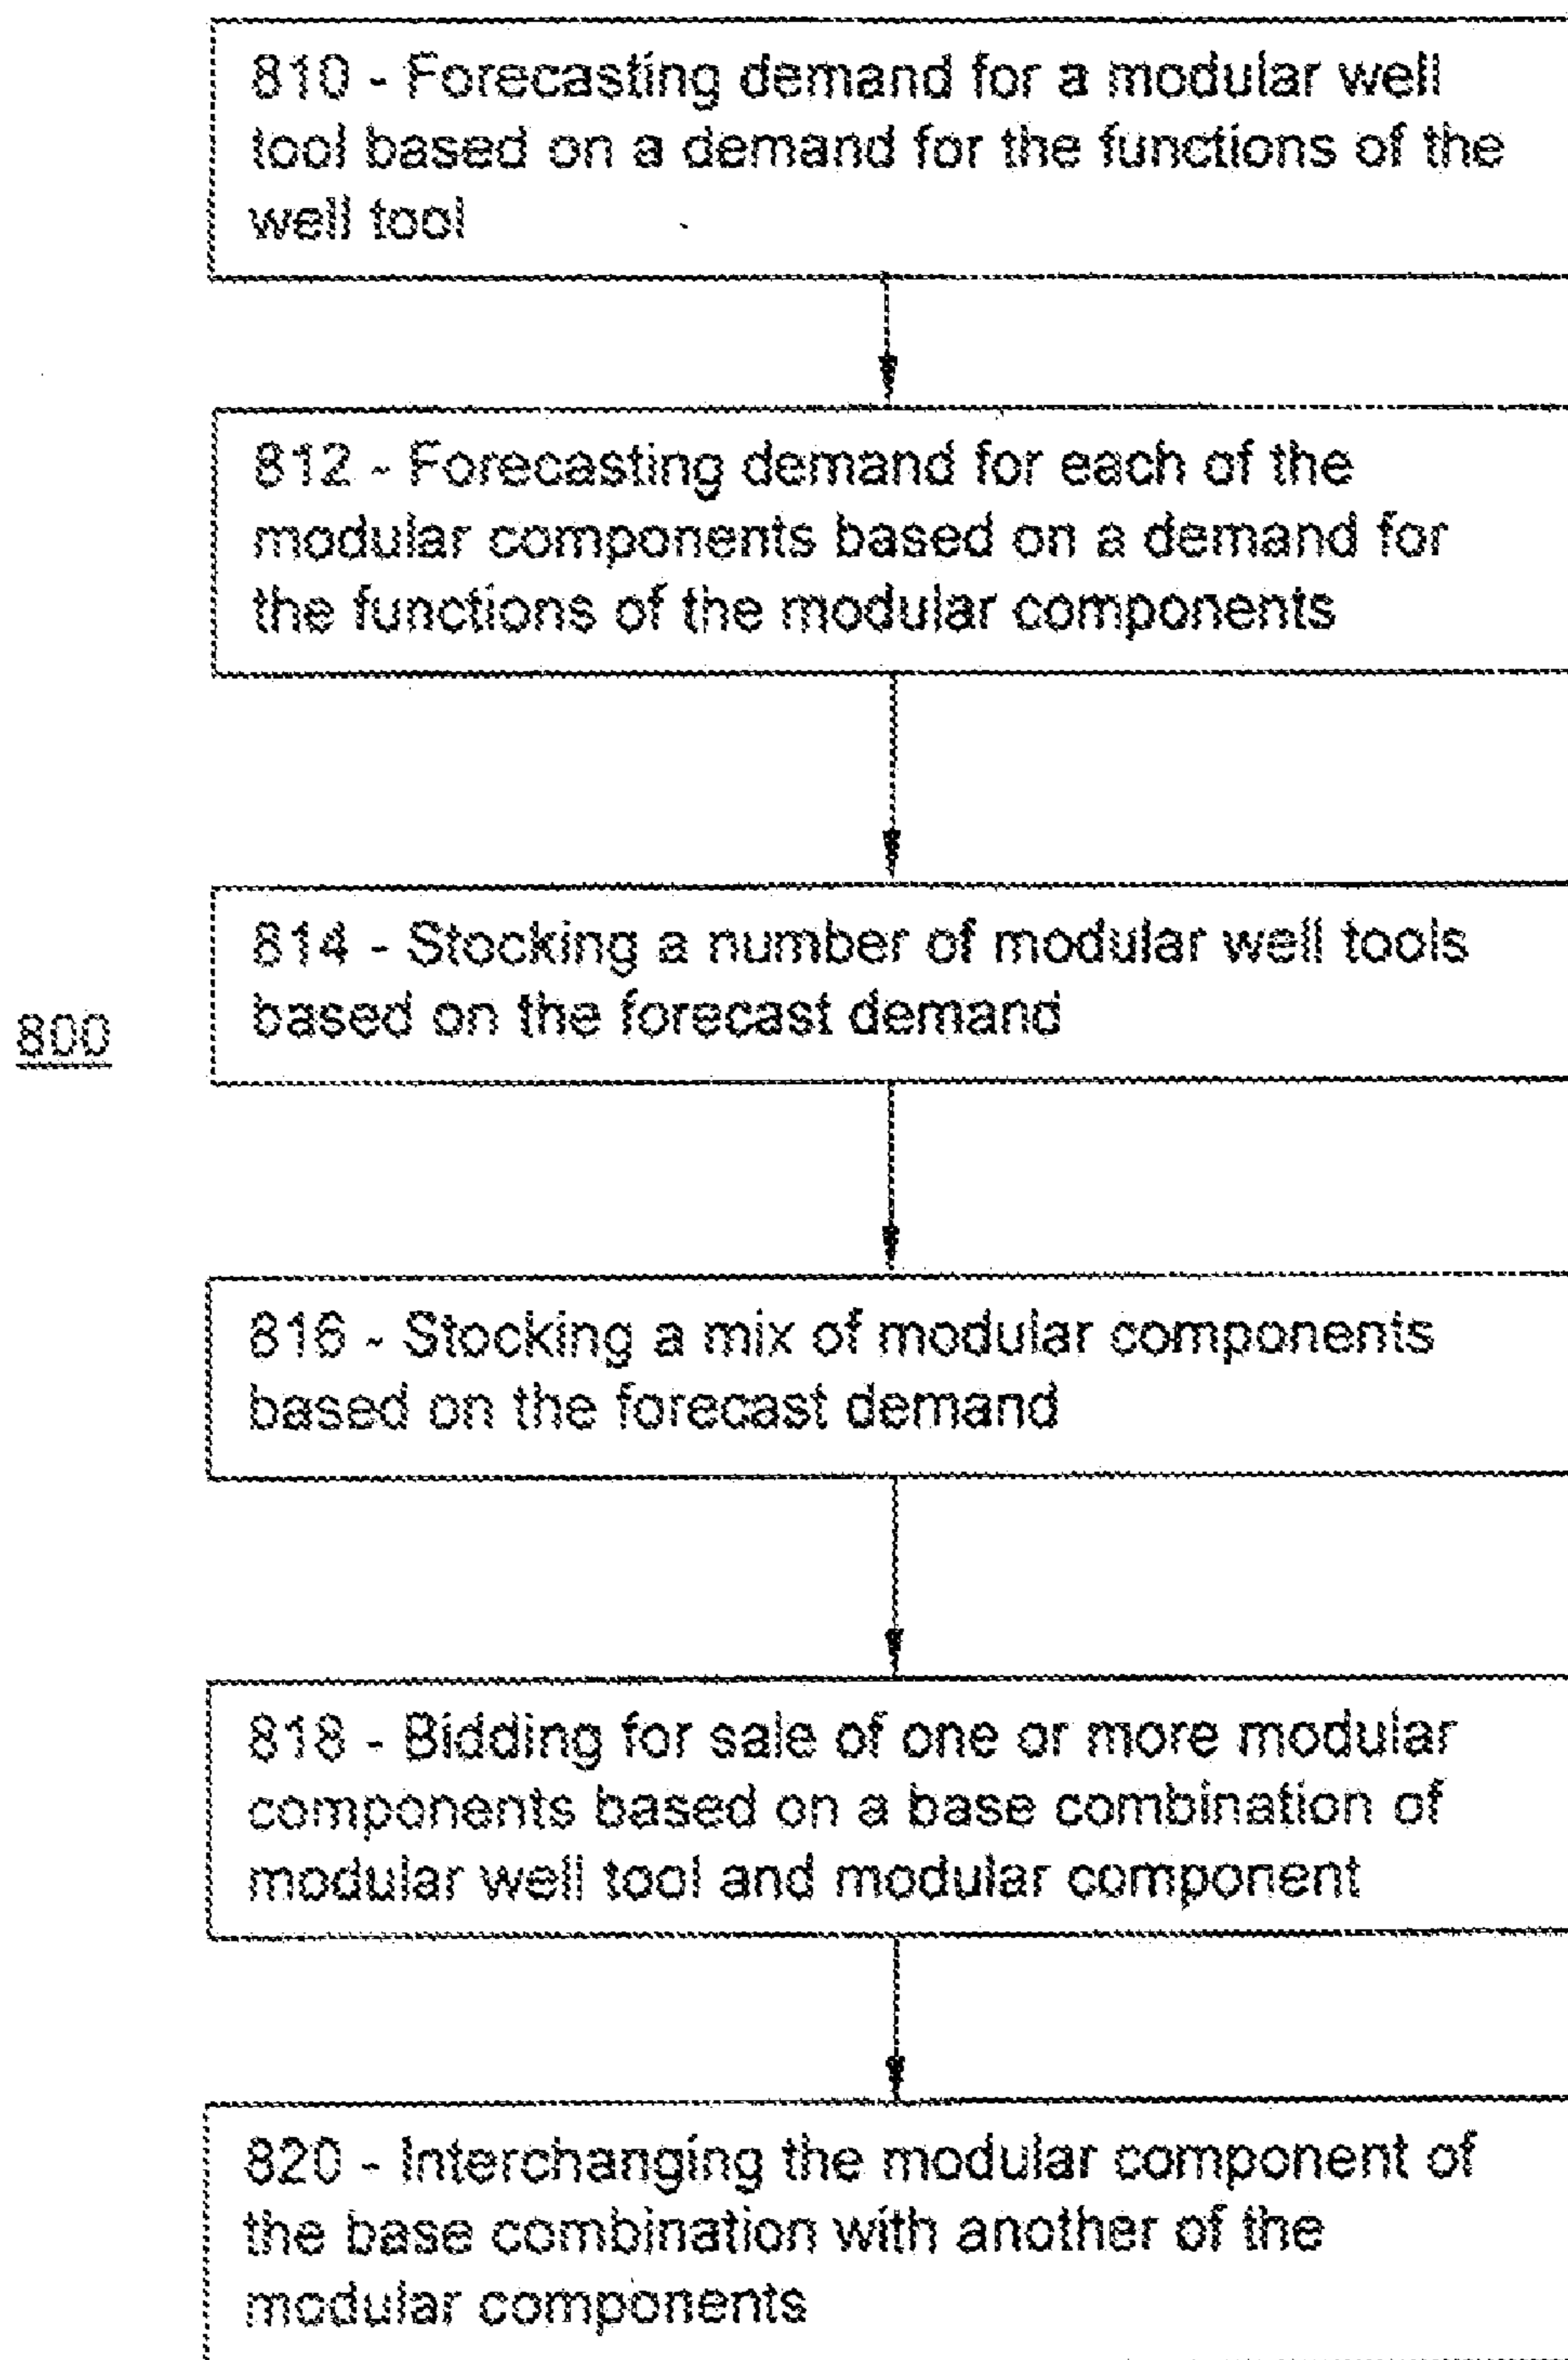 810 - Forecasting demand for a modular well
tool based on a demand for the functions of the
well tool
812 - Forecasting demand for each of the
modular components based on a demand for
the functions of the modular components
814 - Stocking a number of modular well tools
based on the forecast demand
800
816 - Stocking a mix of modular components
based on the forecast demand
818 - Bidding for sale of one or more modular
components based on a base combination of
modular well tool and modular component
820 - Interchanging the modular component of
the base combination with another of the
modular components